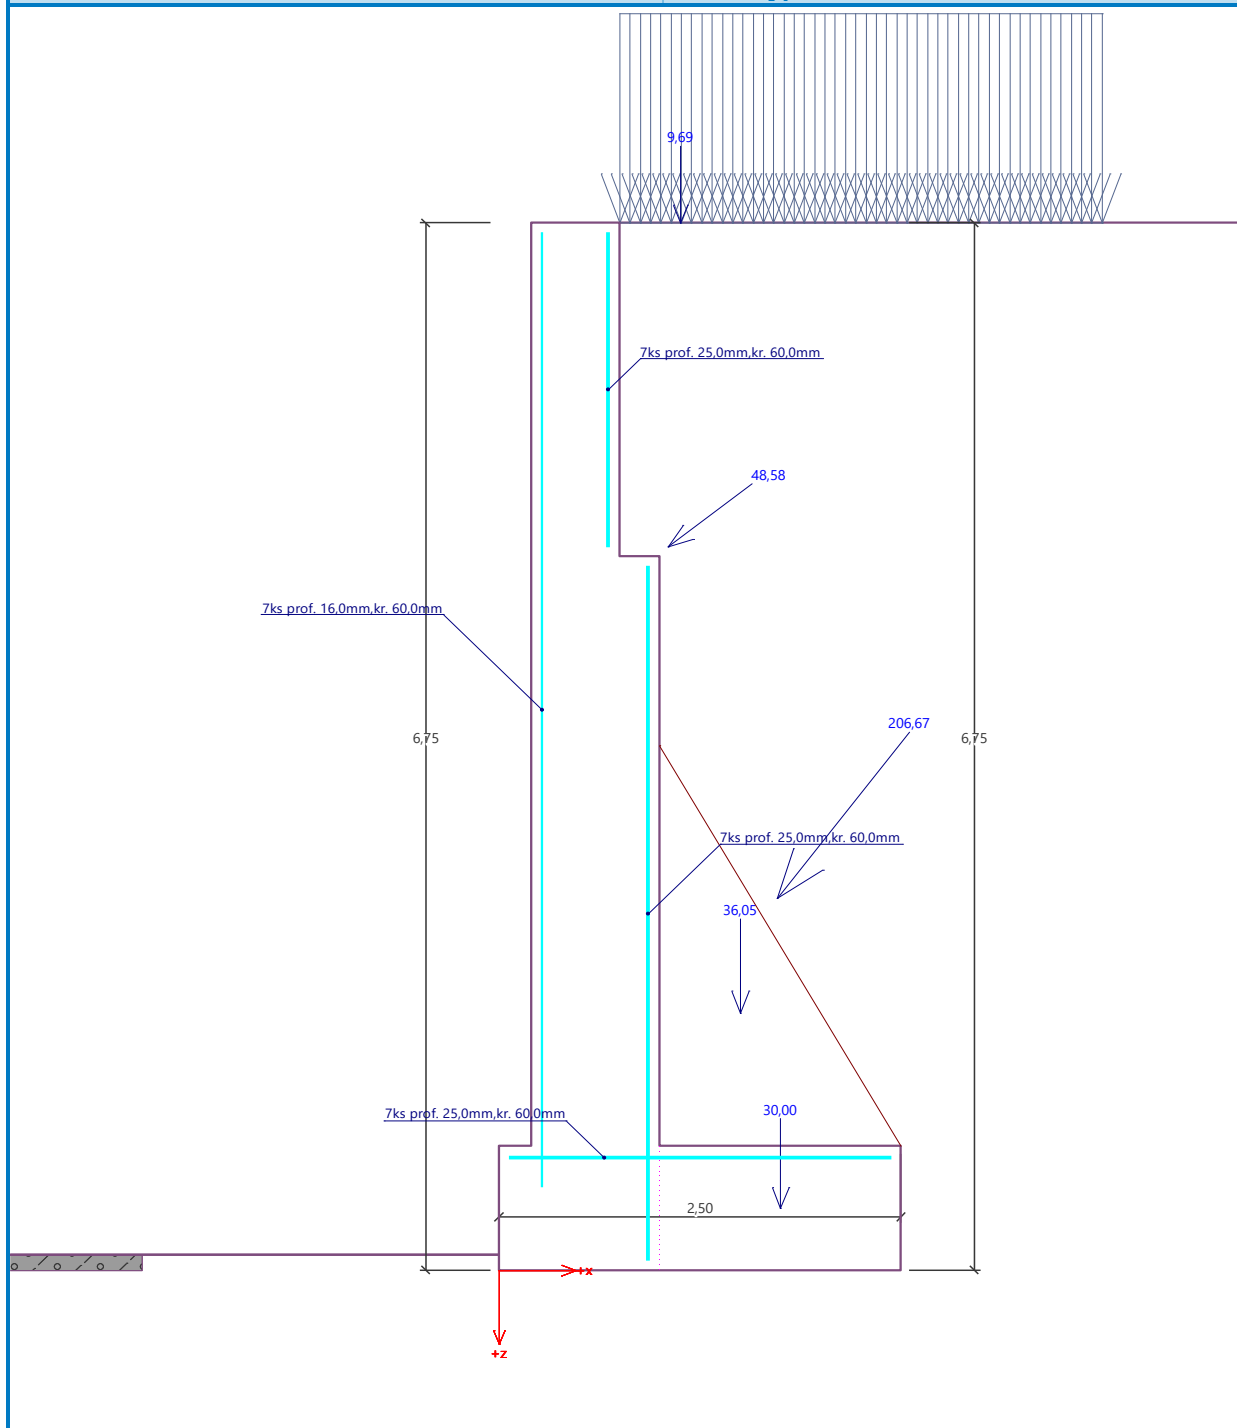 9,69
7ks prof. 25,0mm,kr. 60,0mm
48,58
7ks prof. 16,0mm,kr. 60,0mm
206,67
6,75
6,75
7ks prof. 25,0mm,kr. 60,0mm
36,05
7ks prof. 25,0mm,kr. 60,0mm
30,00
2,50
+x
+z